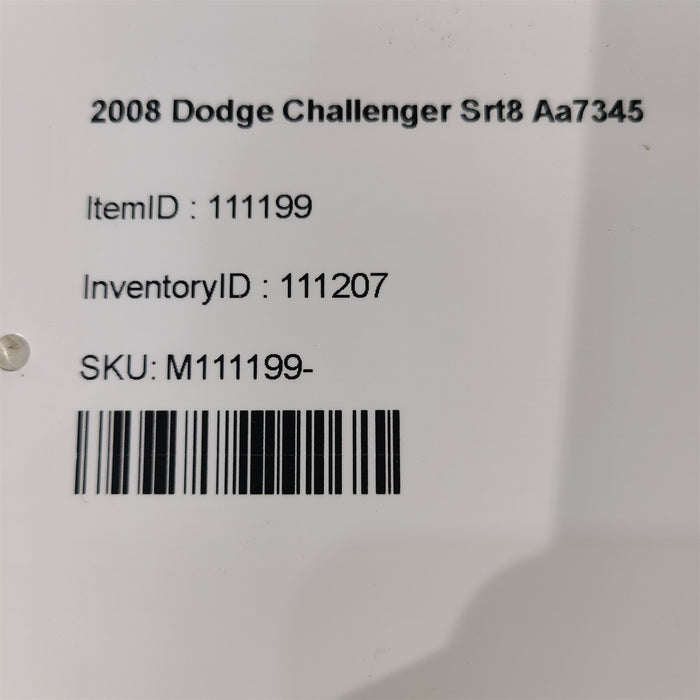 2008 Dodge Challenger Srt8 Aa7345
ItemID : 111199
InventoryID : 111207
SKU: M111199-